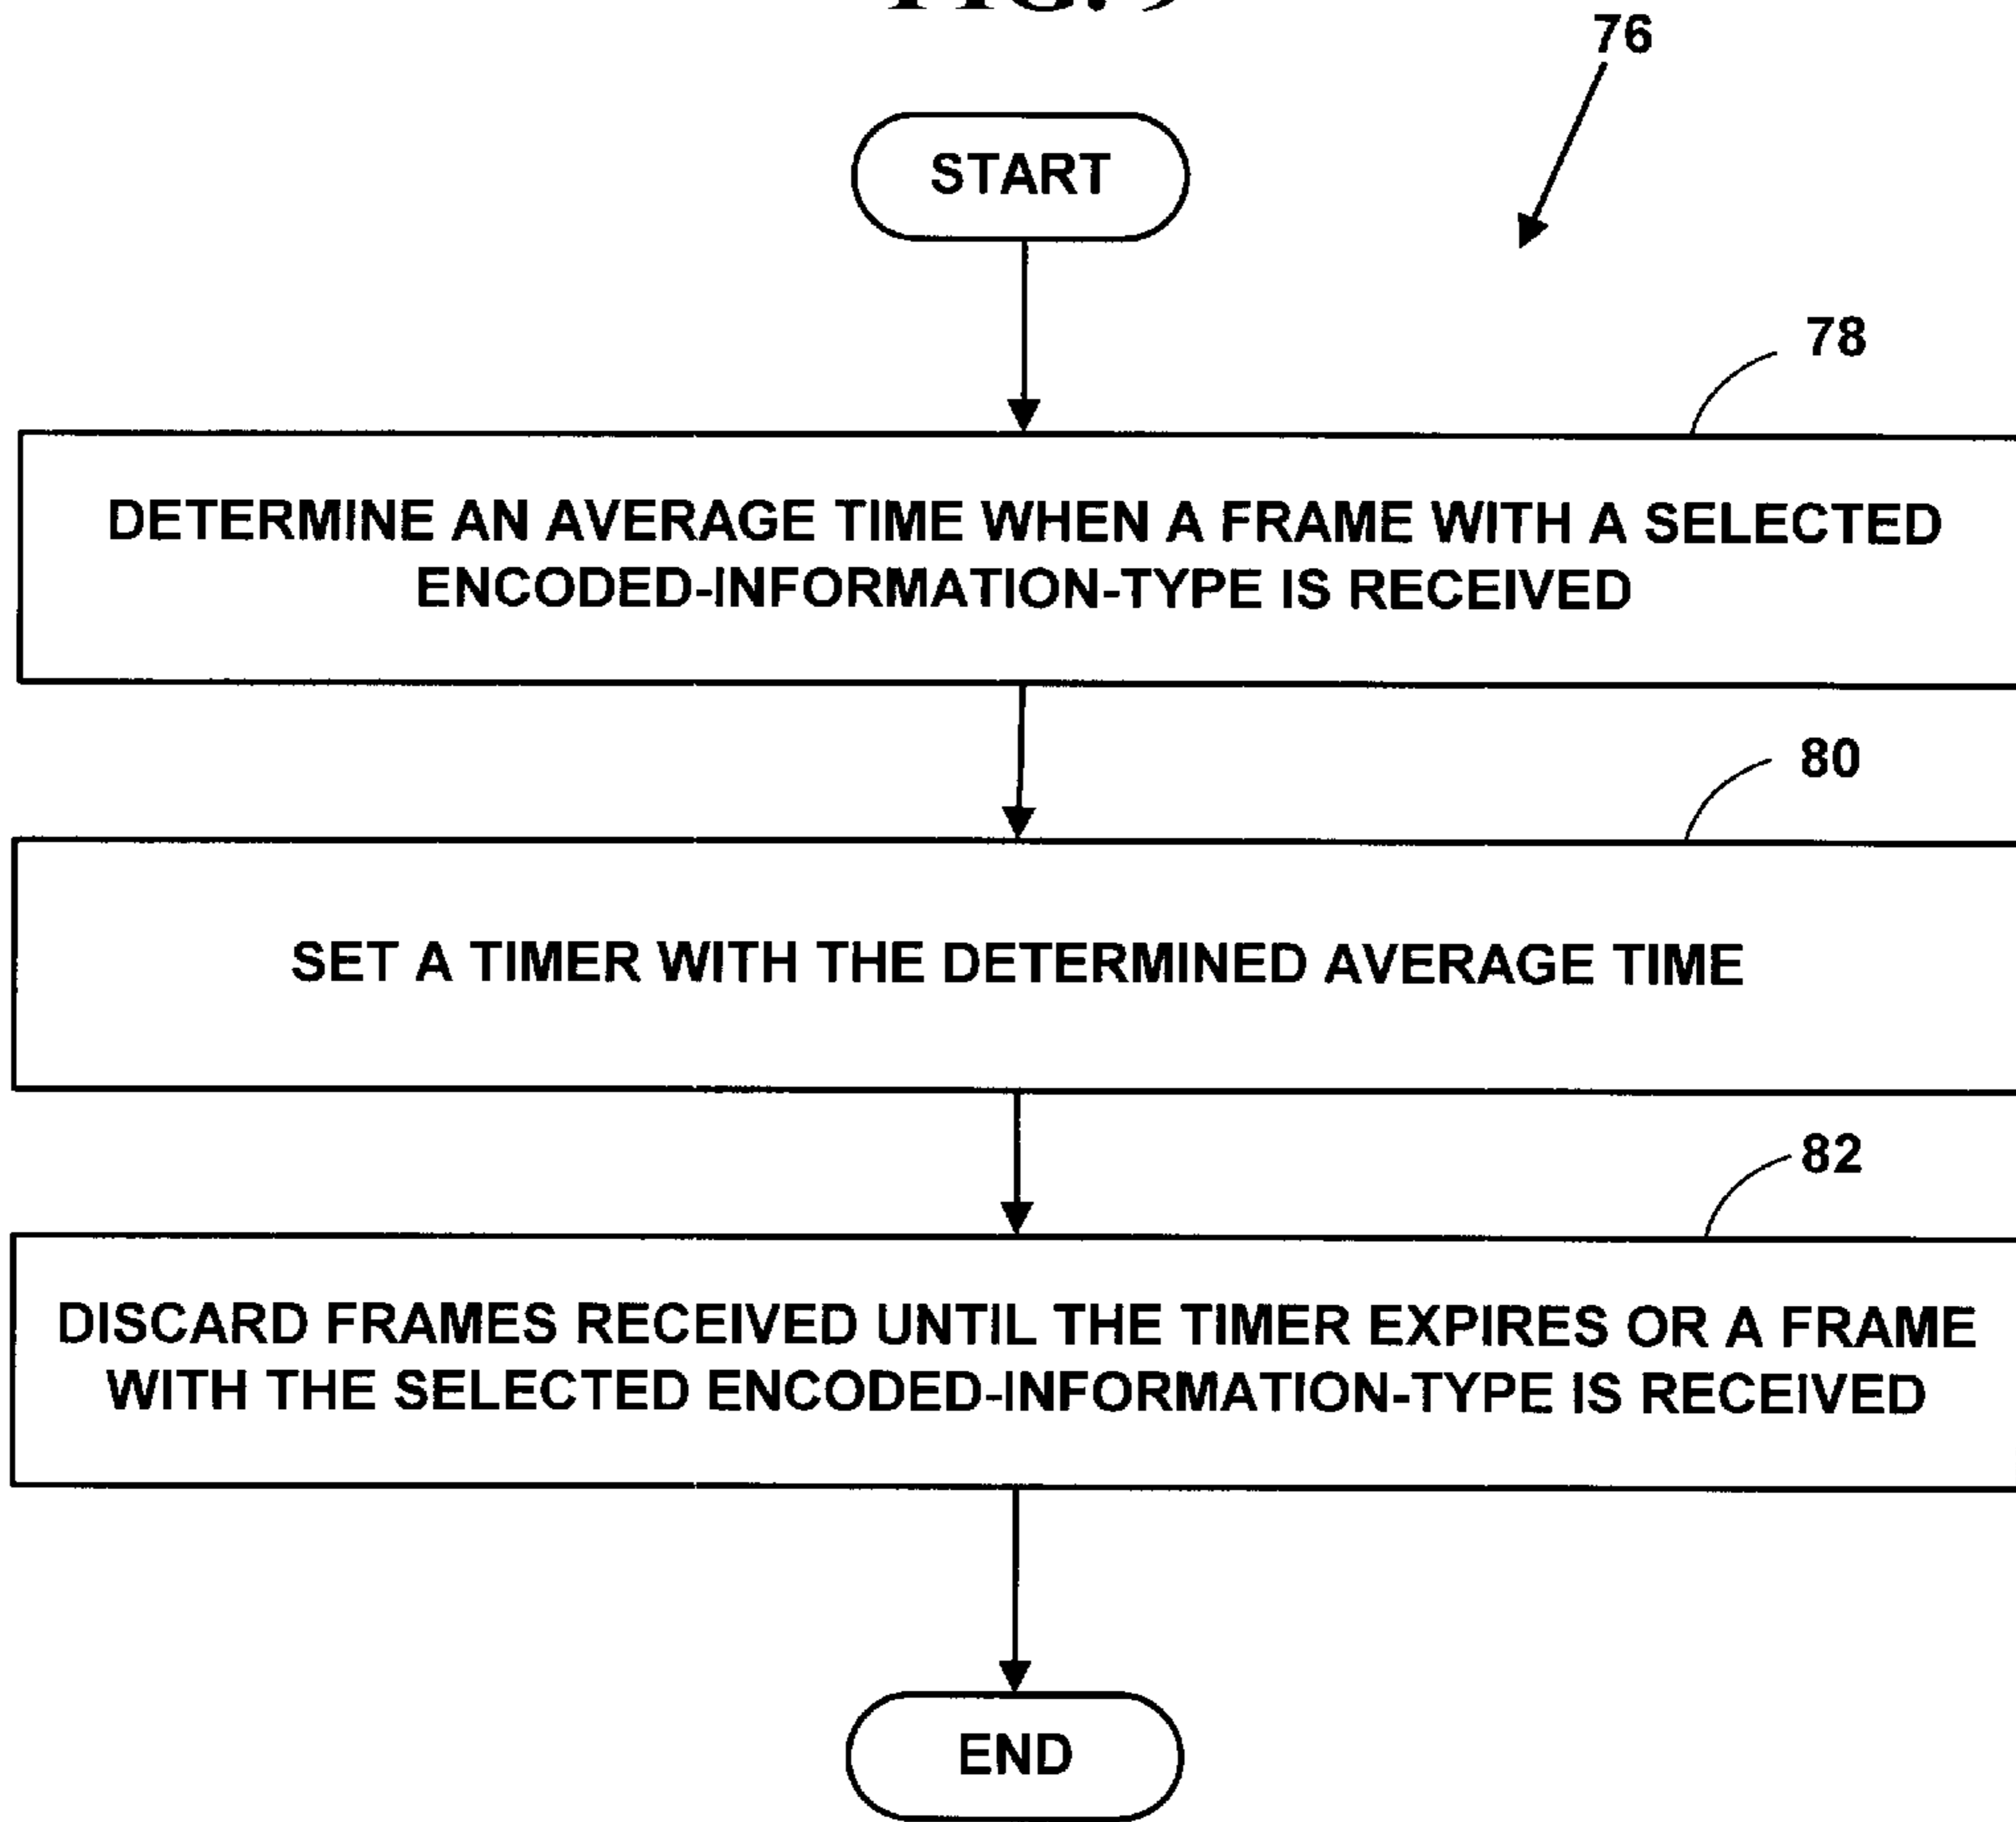 76
START
78
DETERMINE AN AVERAGE TIME WHEN A FRAME WITH A SELECTED
ENCODED-INFORMATION-TYPE IS RECEIVED
80
SET A TIMER WITH THE DETERMINED AVERAGE TIME
82
DISCARD FRAMES RECEIVED UNTIL THE TIMER EXPIRES OR A FRAME
WITH THE SELECTED ENCODED-INFORMATION-TYPE IS RECEIVED
END